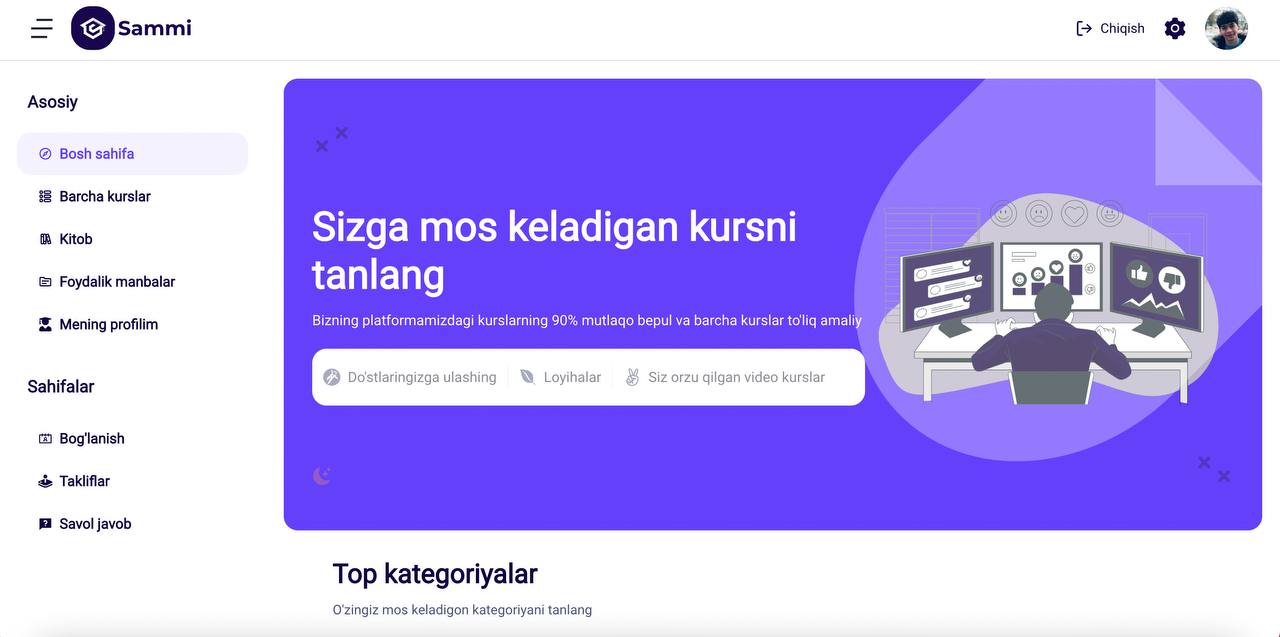 Sammi
Chiqish
Asosiy
Bosh sahifa
Barcha kurslar
Kitob
Foydalik manbalar
Mening profilim
Sahifalar
Bog'lanish
Takliflar
Savol javob
Sizga mos keladigan kursni
tanlang
Bizning platformamizdagi kurslarning 90% mutlaqo bepul va barcha kurslar to'liq amaliy
Do'stlaringizga ulashing
Loyihalar
Siz orzu qilgan video kurslar
Top kategoriyalar
O'zingiz mos keladigon kategoriyani tanlang